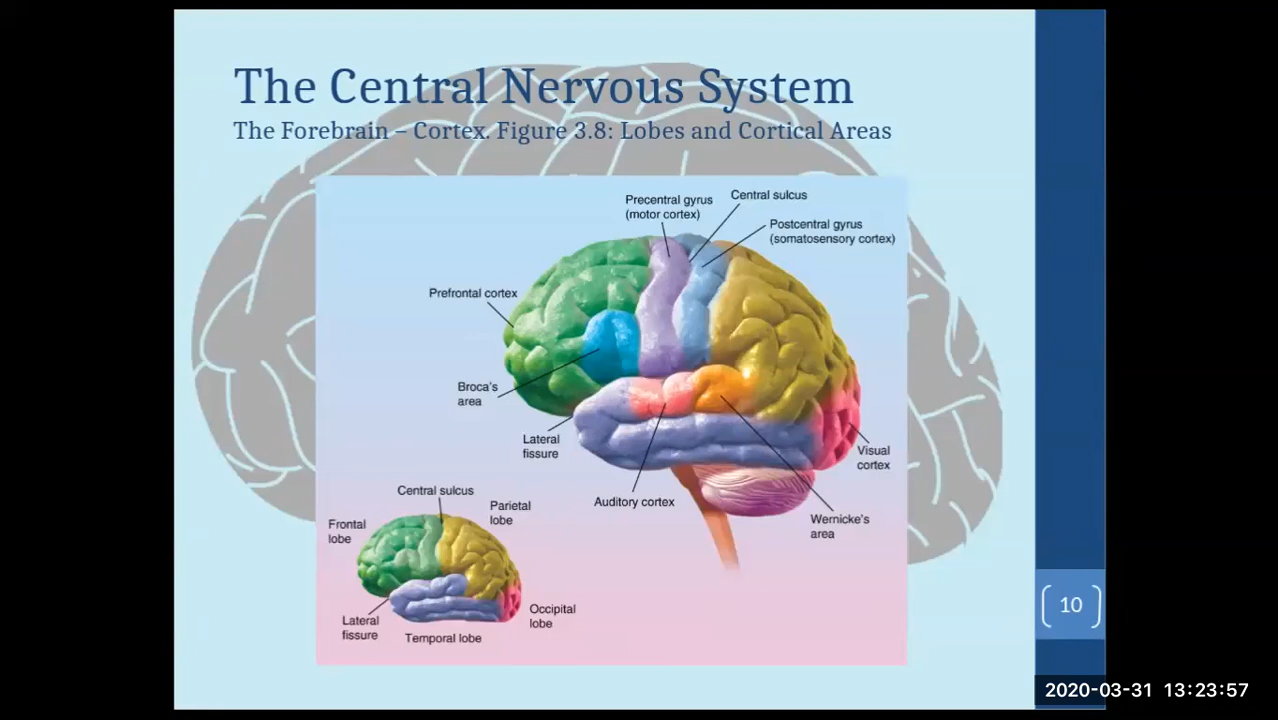 The Central Nervous System
The Forebrain – Cortex. Figure 3.8: Lobes and Cortical Areas
Precentral gyrus
(motor cortex)
Central sulcus
Postcentral gyrus
(somatosensory cortex)
Prefrontal cortex
Broca's
area
Lateral
fissure
Auditory cortex
Visual
cortex
Wernicke's
area
Central sulcus
Parietal
lobe
Frontal
lobe
Lateral
fissure
Temporal lobe
Occipital
lobe
10
2020-03-31 13:23:57